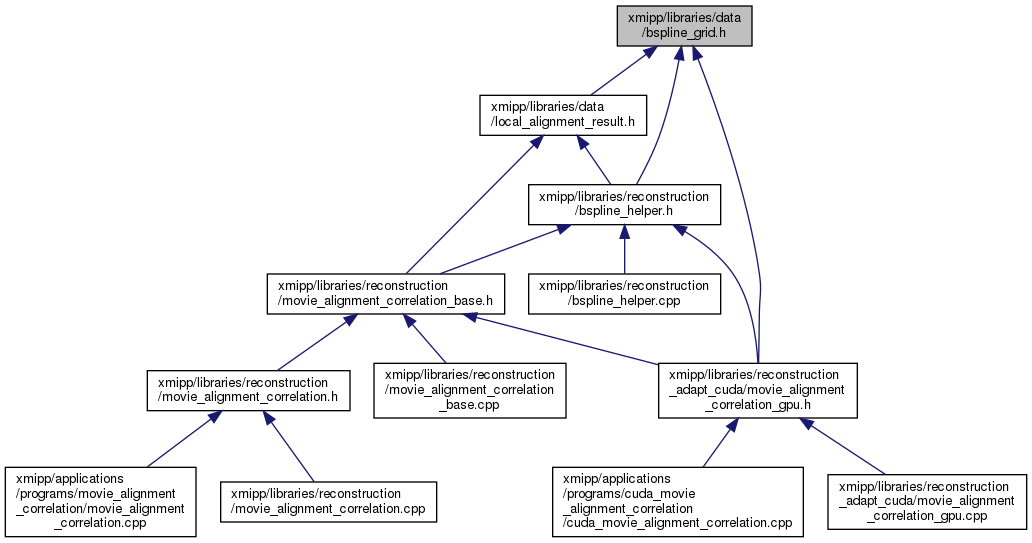 xmipp/libraries/data
/bspline_grid.h
xmipp/libraries/data
/local_alignment_result.h
xmipp/libraries/reconstruction
/bspline_helper.h
xmipp/libraries/reconstruction
/movie_alignment_correlation_base.h
xmipp/libraries/reconstruction
/bspline_helper.cpp
xmipp/libraries/reconstruction
/movie_alignment_correlation.h
xmipp/libraries/reconstruction
/movie_alignment_correlation
_base.cpp
xmipp/libraries/reconstruction
_adapt_cuda/movie_alignment
_correlation_gpu.h
xmipp/applications
/programs/movie_alignment
_correlation/movie_alignment
_correlation.cpp
xmipp/libraries/reconstruction
/movie_alignment_correlation.cpp
xmipp/applications
/programs/cuda_movie
_alignment_correlation
/cuda_movie_alignment_correlation.cpp
xmipp/libraries/reconstruction
_adapt_cuda/movie_alignment
_correlation_gpu.cpp